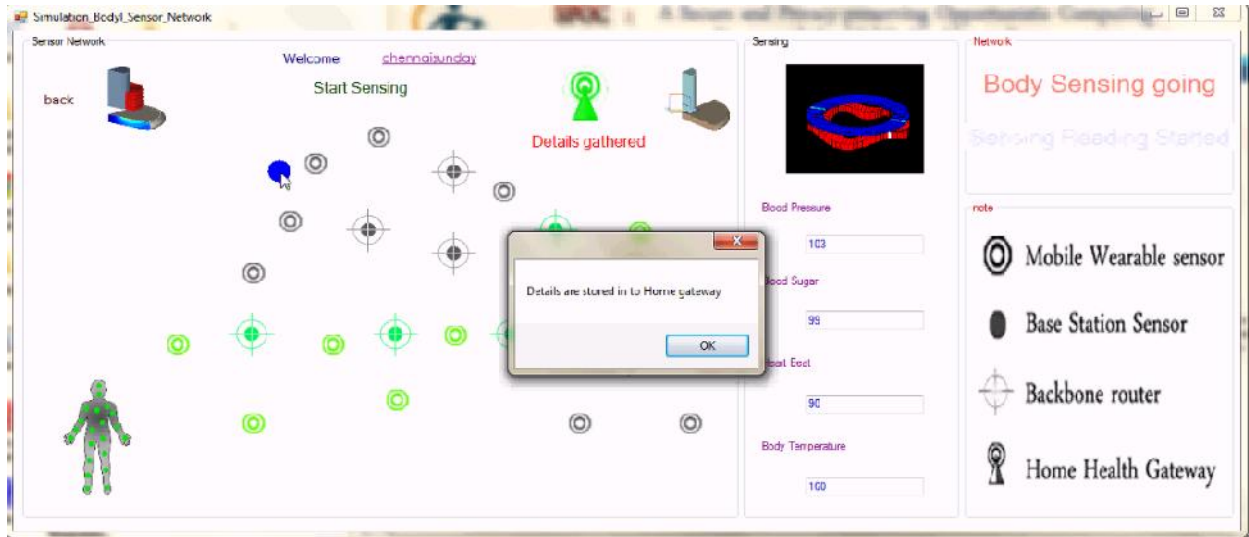 Simulation_Bodyl_Sensor_Network
Sensor Network
Welcome chennaisunday
Start Sensing
back
Details gathered
Details are stored in to Home gateway
OK
Sensing
Blood Pressure
103
Blood Sugar
99
Heart Beat
90
Body Temperature
100
Network
Body Sensing going
Sensing Reading Started
note
Mobile Wearable sensor
Base Station Sensor
Backbone router
Home Health Gateway